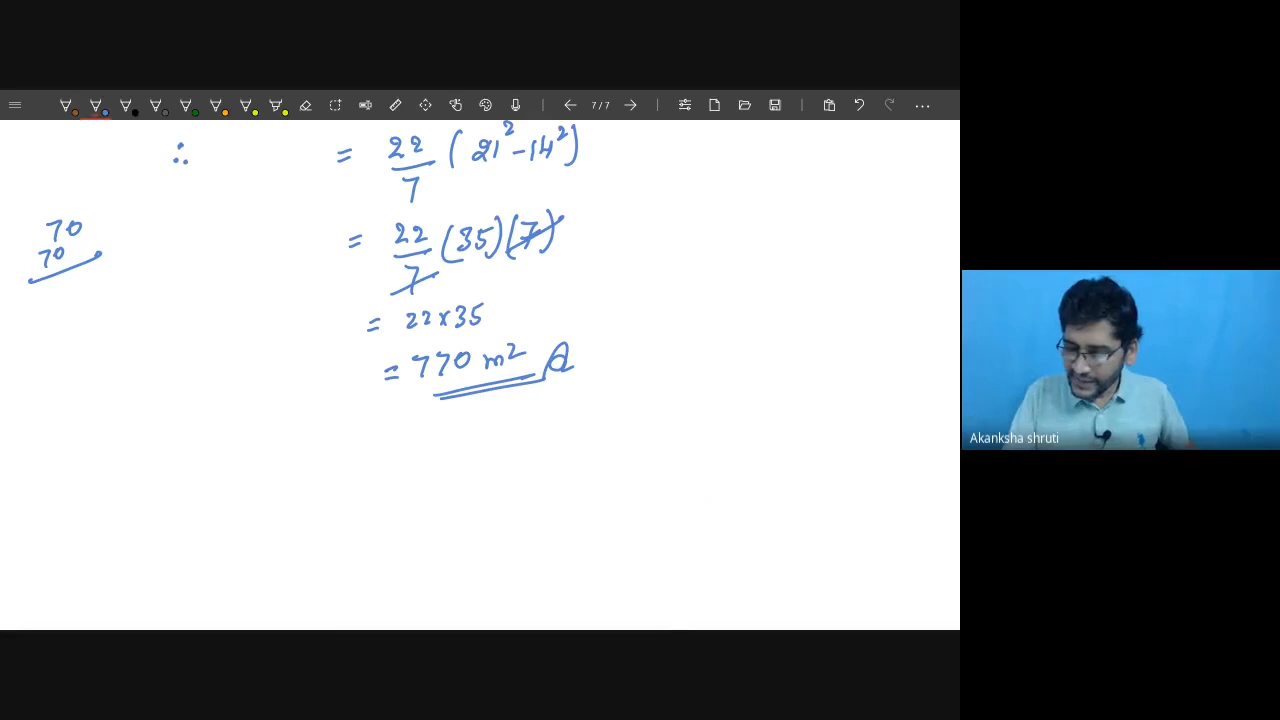 7/7
∴ = 22/7 (21² - 14²)
70
70
= 22/7 (35)(7)
= 22 x 35
= 770 m²
Akanksha shruti